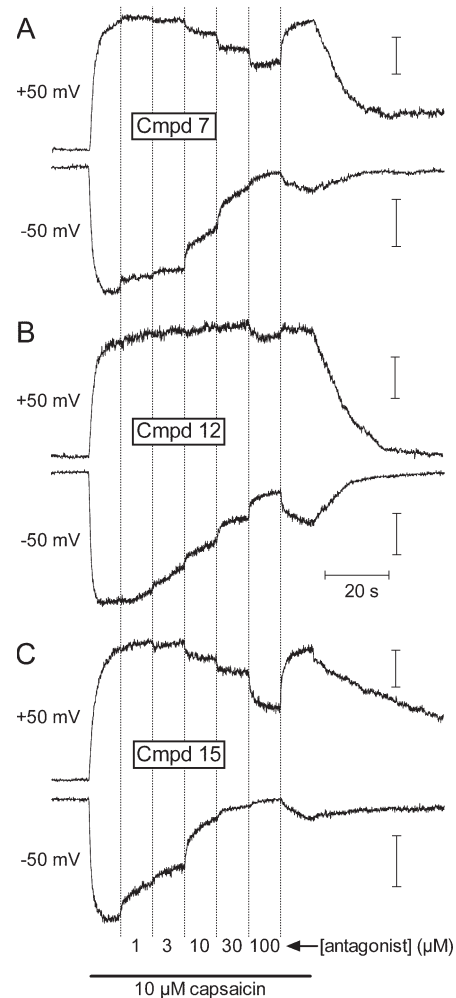 A
+50 mV
Cmpd 7
-50 mV
B
+50 mV
Cmpd 12
-50 mV
20 s
C
+50 mV
Cmpd 15
-50 mV
1 3 10 30 100 ←[antagonist] (µM)
10 µM capsaicin